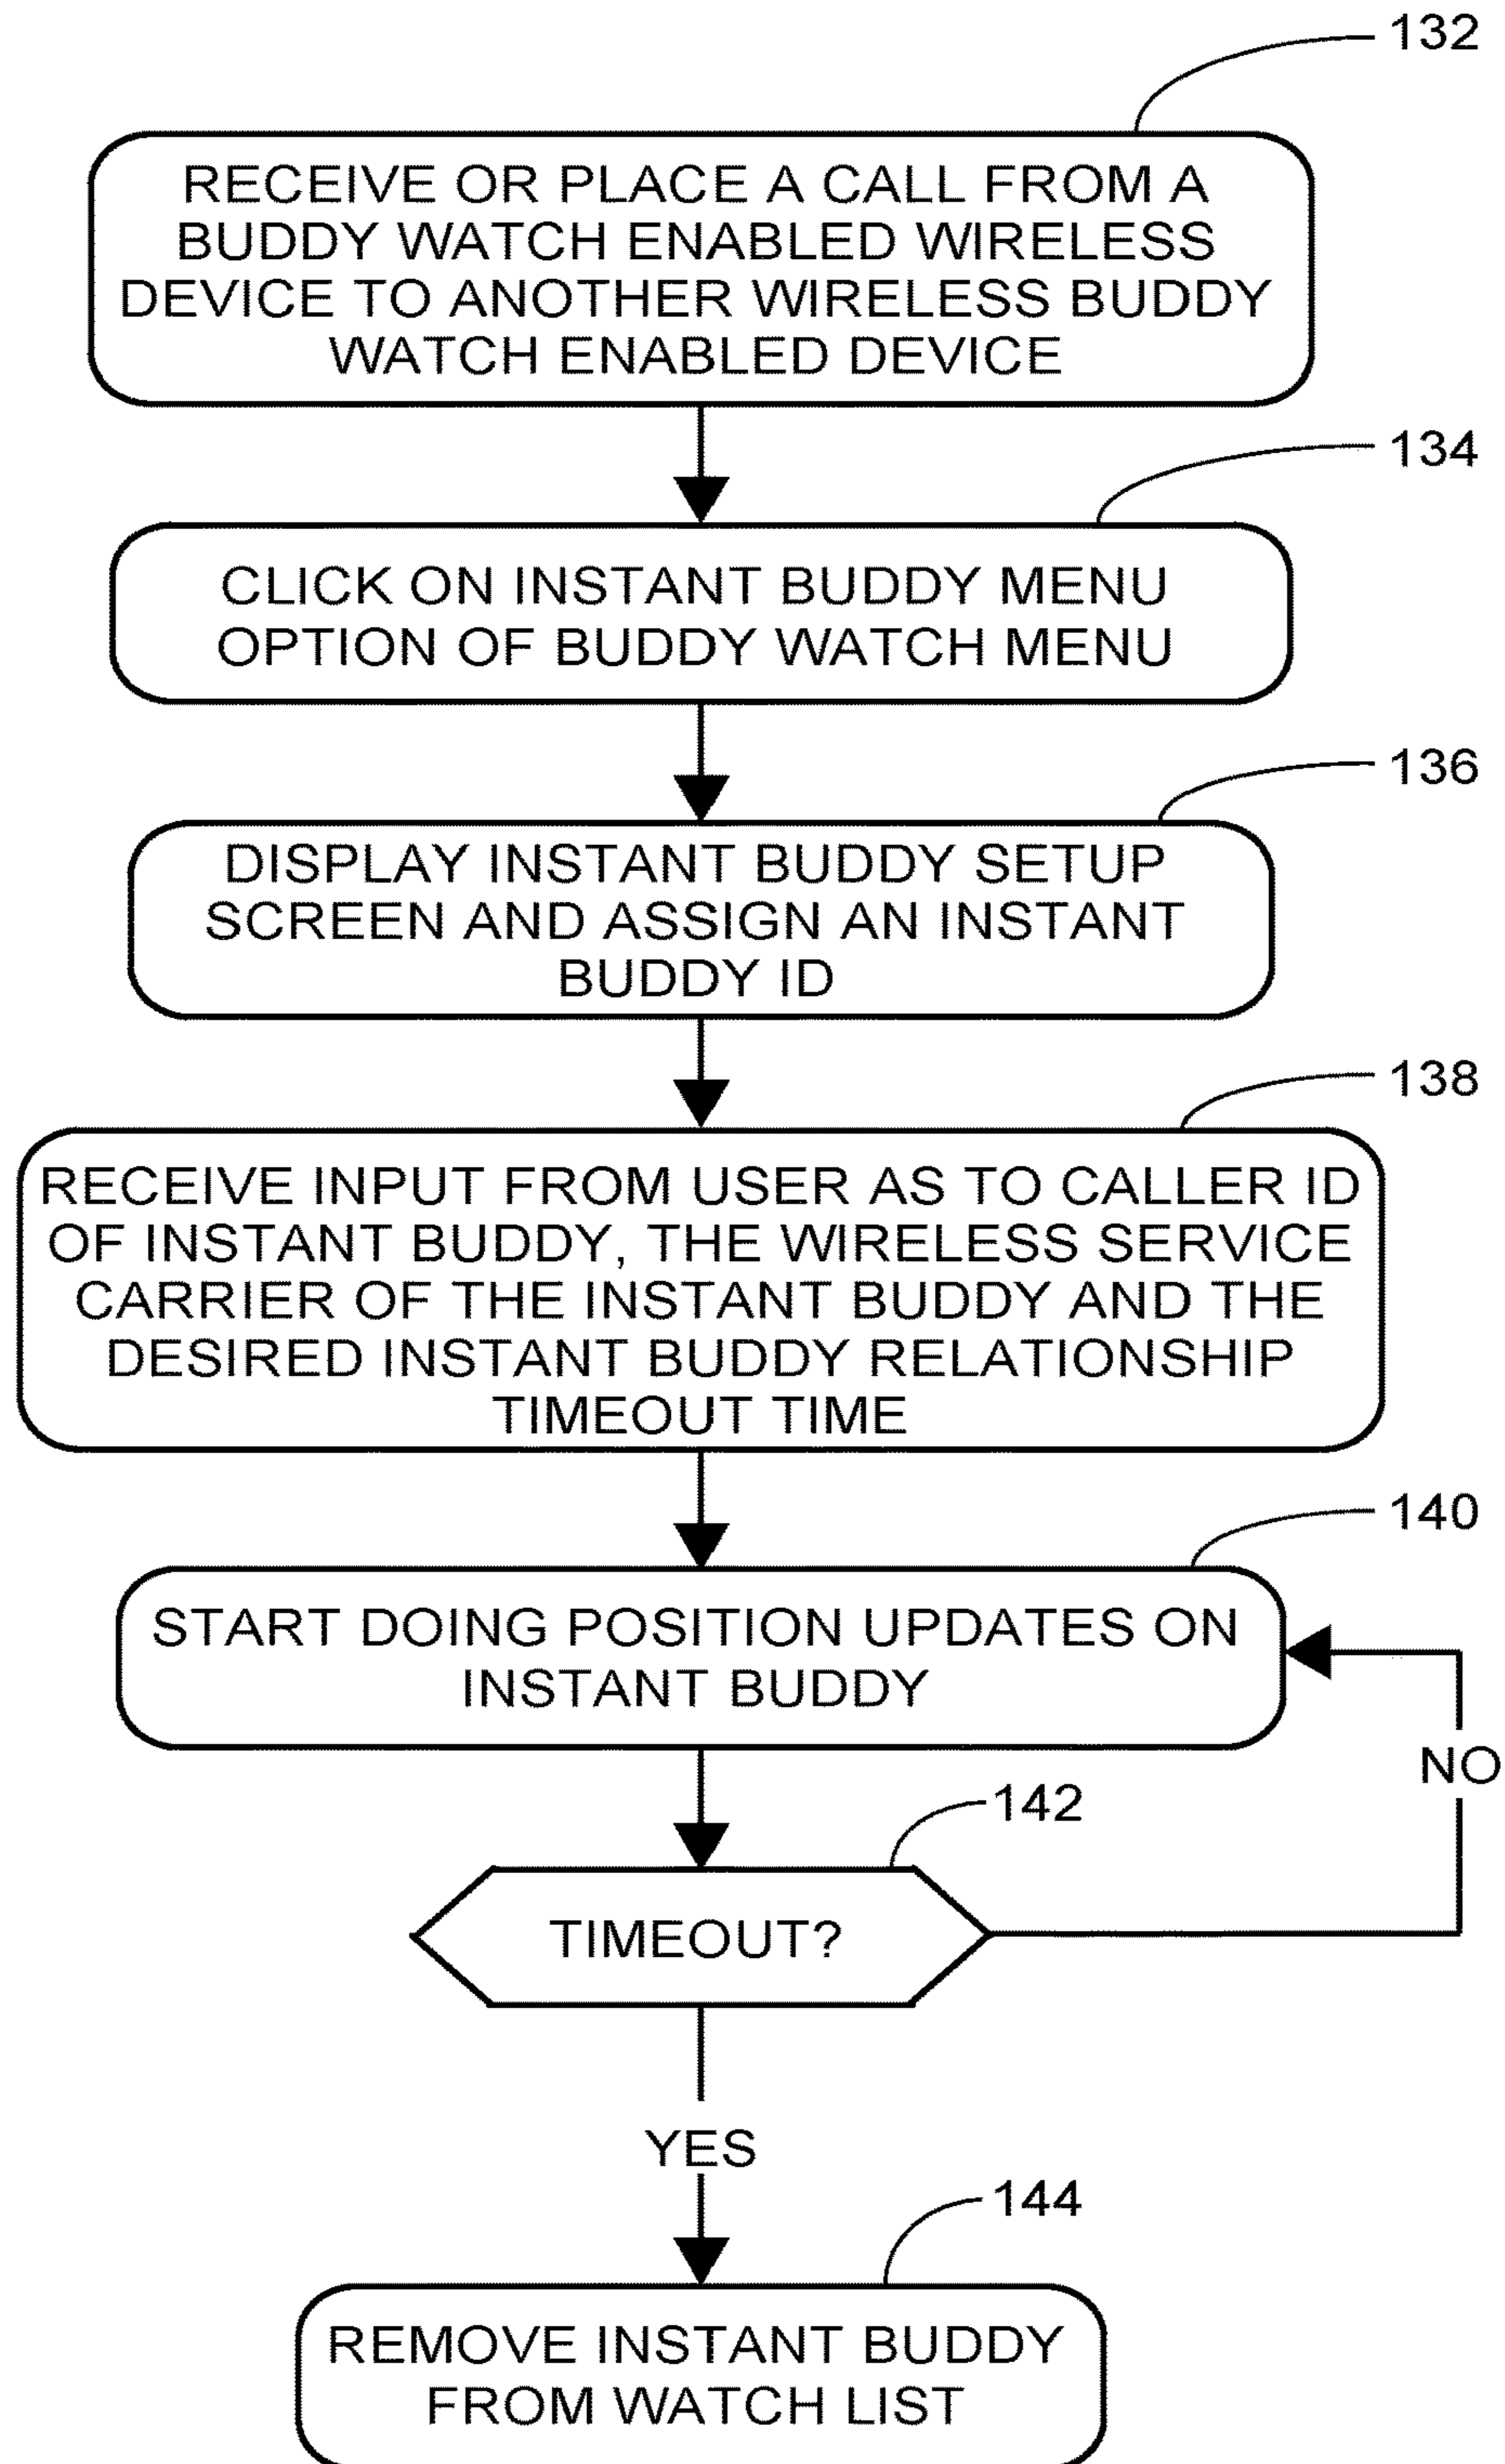 132
RECEIVE OR PLACE A CALL FROM A
BUDDY WATCH ENABLED WIRELESS
DEVICE TO ANOTHER WIRELESS BUDDY
WATCH ENABLED DEVICE
134
CLICK ON INSTANT BUDDY MENU
OPTION OF BUDDY WATCH MENU
136
DISPLAY INSTANT BUDDY SETUP
SCREEN AND ASSIGN AN INSTANT
BUDDY ID
138
RECEIVE INPUT FROM USER AS TO CALLER ID
OF INSTANT BUDDY, THE WIRELESS SERVICE
CARRIER OF THE INSTANT BUDDY AND THE
DESIRED INSTANT BUDDY RELATIONSHIP
TIMEOUT TIME
140
START DOING POSITION UPDATES ON
INSTANT BUDDY
NO
142
TIMEOUT?
YES
144
REMOVE INSTANT BUDDY
FROM WATCH LIST